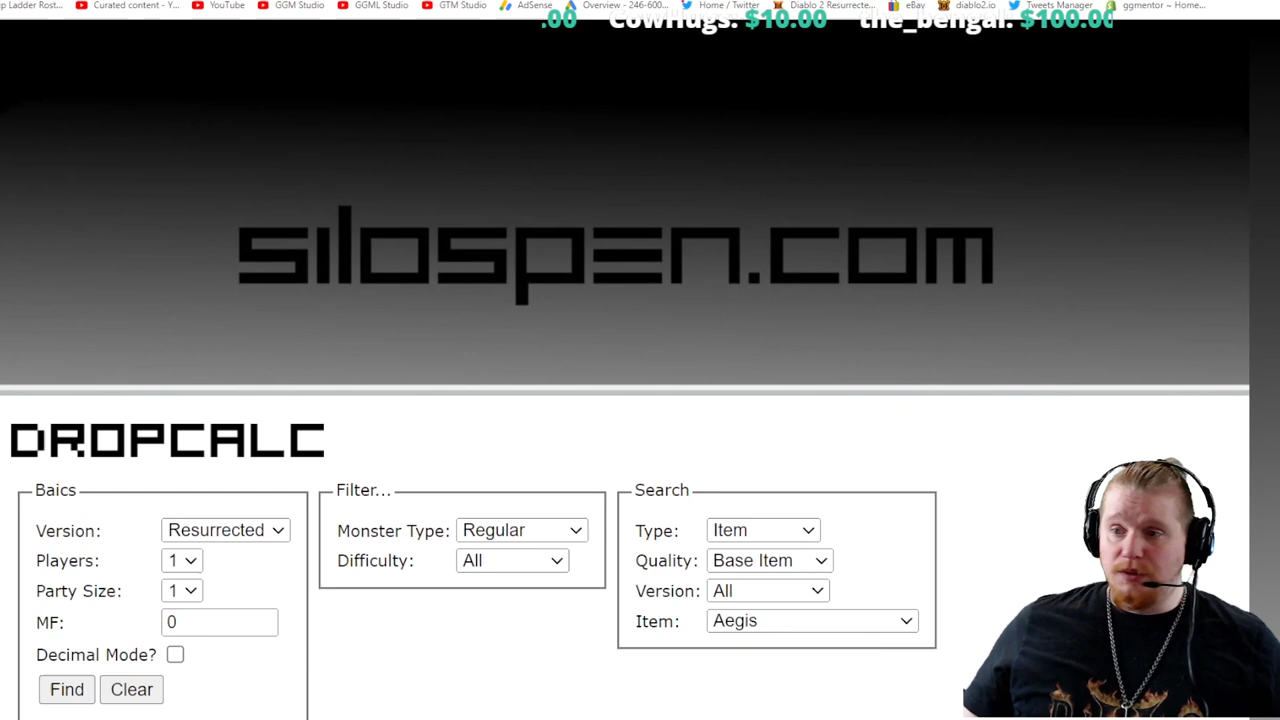 p Ladder Rost... Curated content - Y... YouTube GGM Studio GGML Studio GTM Studio AdSense Overview - 246-600... Home / Twitter Diablo 2 Resurrecte... eBay diablo2.io Tweets Manager ggmentor ~ Home...
.00 CowHugs: $10.00 the_bengal: $100.00
silospen.com
DROPCALC
Baics
Version: Resurrected
Players: 1
Party Size: 1
MF: 0
Decimal Mode?
Find Clear
Filter...
Monster Type: Regular
Difficulty: All
Search
Type: Item
Quality: Base Item
Version: All
Item: Aegis